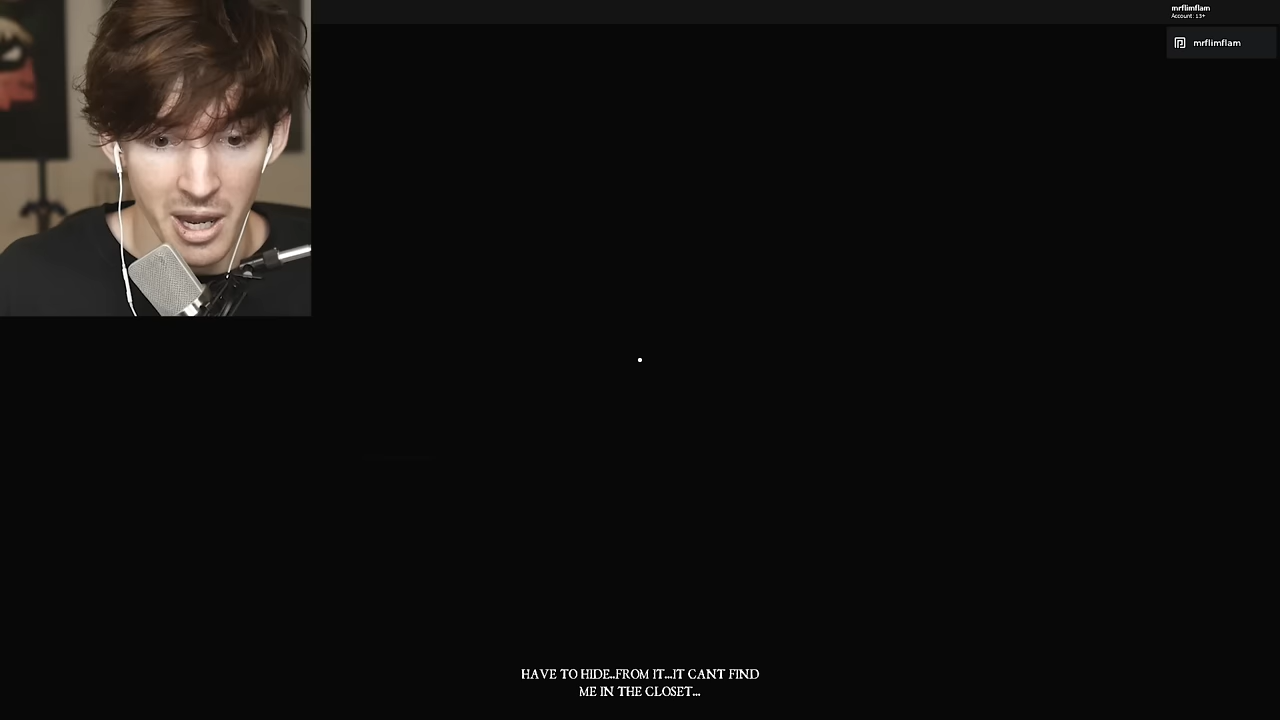 mrflimflam
Account: 13+
mrflimflam
HAVE TO HIDE..FROM IT...IT CANT FIND
ME IN THE CLOSET...